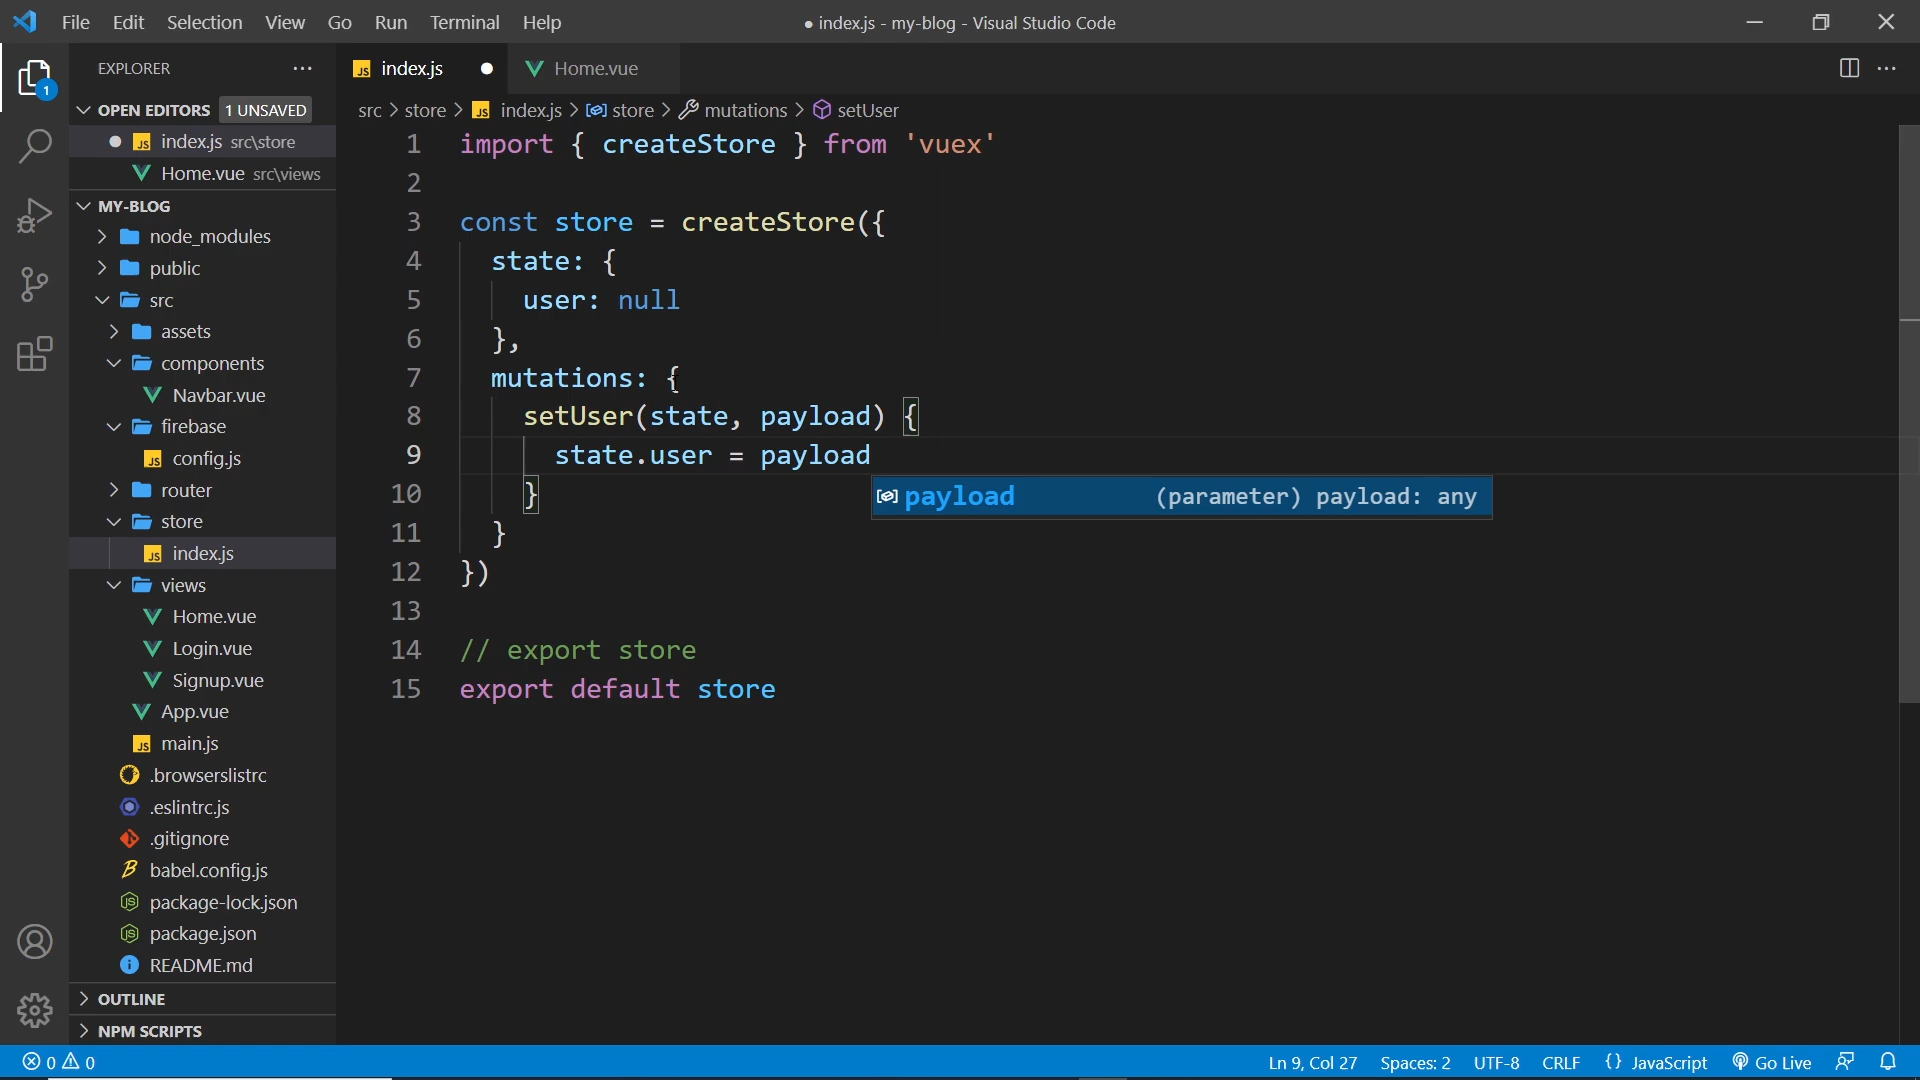 File Edit Selection View Go Run Terminal Help
● index.js - my-blog - Visual Studio Code
EXPLORER
index.js
Home.vue
OPEN EDITORS 1 UNSAVED
index.js src\store
Home.vue src\views
src > store > JS index.js > store > mutations > setUser
1
MY-BLOG
node_modules
public
src
assets
components
Navbar.vue
firebase
config.js
router
store
index.js
views
Home.vue
Login.vue
Signup.vue
App.vue
main.js
.browserslistrc
.eslintrc.js
.gitignore
babel.config.js
package-lock.json
package.json
README.md
OUTLINE
NPM SCRIPTS
1 import { createStore } from 'vuex'
2
3 const store = createStore({
4 state: {
5 user: null
6 },
7 mutations: {
8 setUser(state, payload) {
9 state.user = payload
payload (parameter) payload: any
10 }
11 }
12 })
13
14 // export store
15 export default store
0 0
Ln 9, Col 27 Spaces: 2 UTF-8 CRLF {} JavaScript Go Live